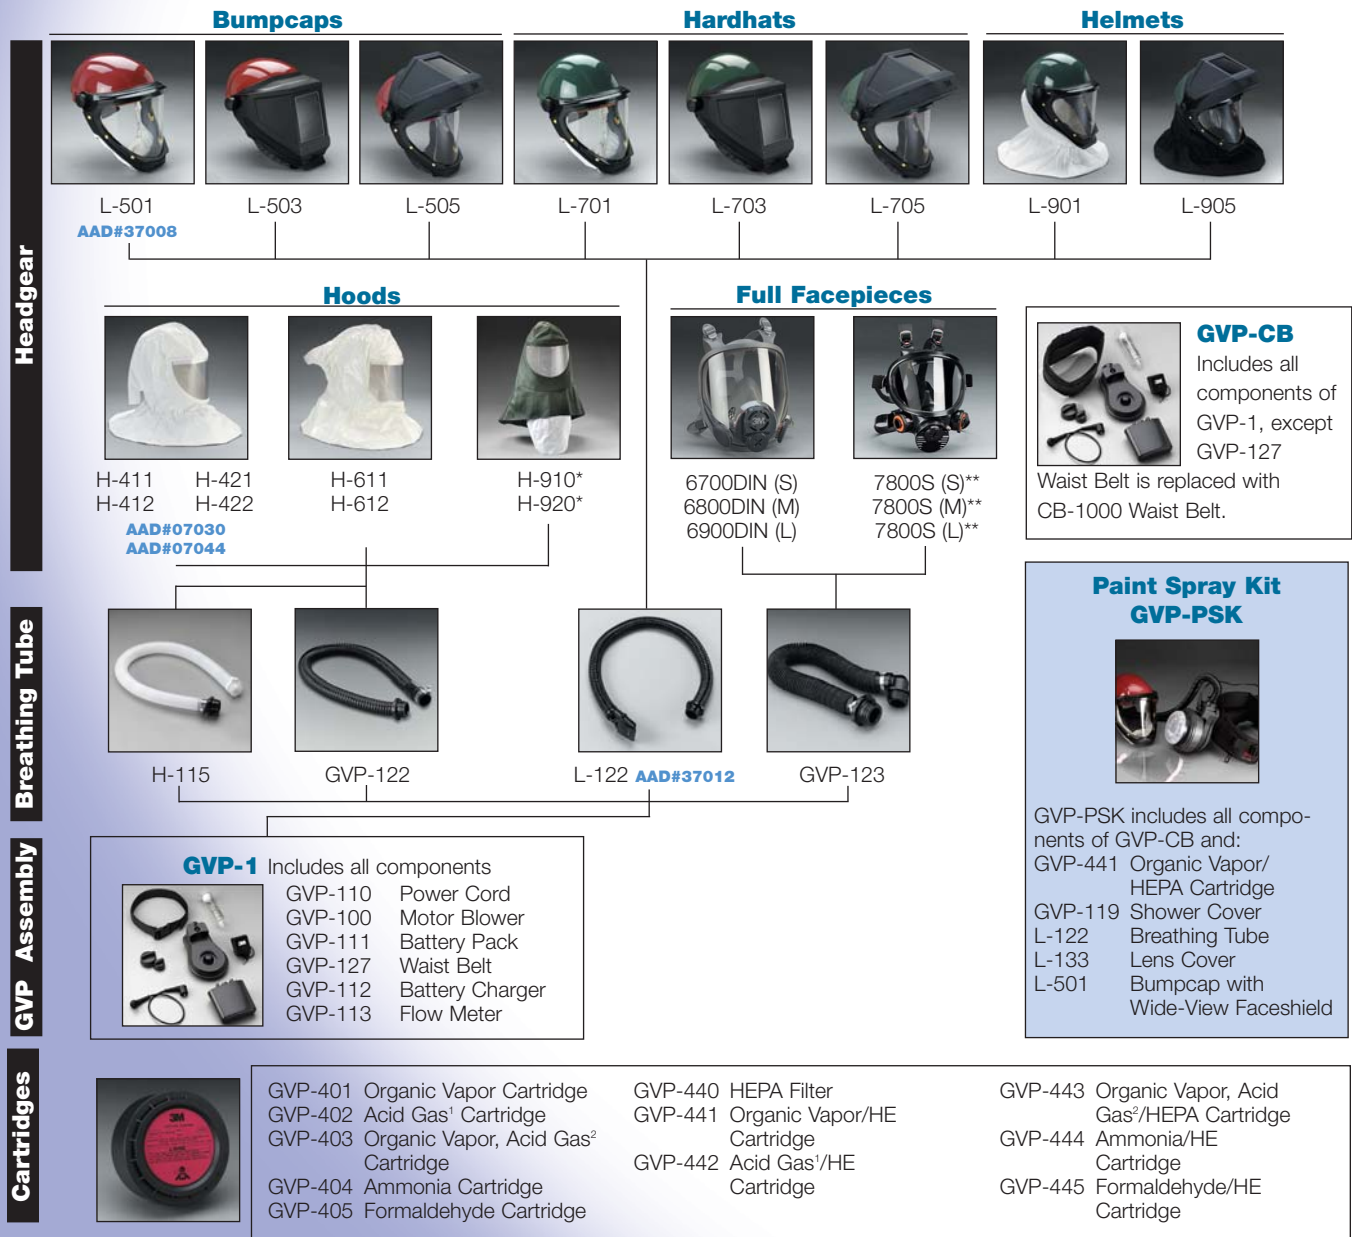 Bumpcaps
Hardhats
Helmets
Headgear
L-501
L-503
L-505
L-701
L-703
L-705
L-901
L-905
AAD#37008
Hoods
Full Facepieces
H-411
H-421
H-412
H-422
AAD#07030
AAD#07044
H-611
H-612
H-910*
H-920*
6700DIN (S)
6800DIN (M)
6900DIN (L)
7800S (S)**
7800S (M)**
7800S (L)**
GVP-CB
Includes all
components of
GVP-1, except
GVP-127
Waist Belt is replaced with
CB-1000 Waist Belt.
Breathing Tube
H-115
GVP-122
L-122 AAD#37012
GVP-123
Paint Spray Kit
GVP-PSK
GVP-PSK includes all compo-
nents of GVP-CB and:
GVP-441 Organic Vapor/
HEPA Cartridge
GVP-119 Shower Cover
L-122 Breathing Tube
L-133 Lens Cover
L-501 Bumpcap with
Wide-View Faceshield
GVP Assembly
GVP-1 Includes all components
GVP-110 Power Cord
GVP-100 Motor Blower
GVP-111 Battery Pack
GVP-127 Waist Belt
GVP-112 Battery Charger
GVP-113 Flow Meter
Cartridges
3M
GVP-401 Organic Vapor Cartridge
GVP-402 Acid Gas¹ Cartridge
GVP-403 Organic Vapor, Acid Gas²
Cartridge
GVP-404 Ammonia Cartridge
GVP-405 Formaldehyde Cartridge
GVP-440 HEPA Filter
GVP-441 Organic Vapor/HE
Cartridge
GVP-442 Acid Gas¹/HE
Cartridge
GVP-443 Organic Vapor, Acid
Gas²/HEPA Cartridge
GVP-444 Ammonia/HE
Cartridge
GVP-445 Formaldehyde/HE
Cartridge